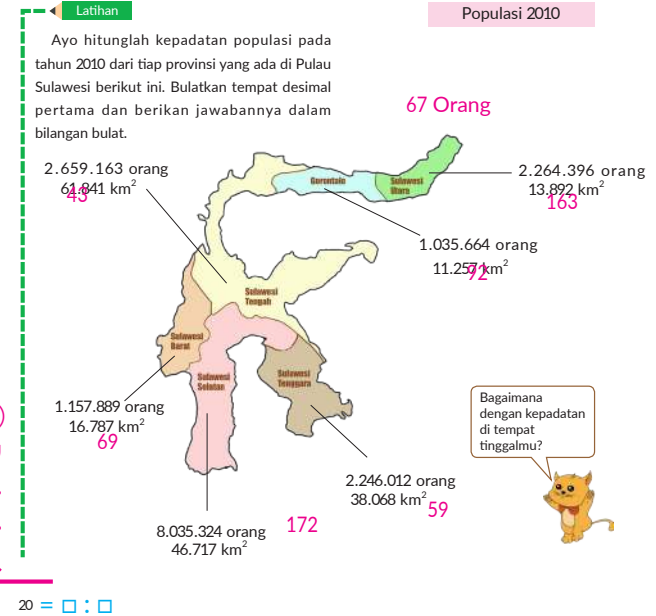 Latihan
Populasi 2010
Ayo hitunglah kepadatan populasi pada
tahun 2010 dari tiap provinsi yang ada di Pulau
Sulawesi berikut ini. Bulatkan tempat desimal
pertama dan berikan jawabannya dalam
bilangan bulat.
67 Orang
2.659.163 orang
61.841 km²
43
Gorontalo
Sulawesi
Utara
2.264.396 orang
13.892 km²
163
1.035.664 orang
11.257 km²
92
Sulawesi
Tengah
Sulawesi
Barat
Sulawesi
Selatan
Sulawesi
Tenggara
1.157.889 orang
16.787 km²
69
Bagaimana
dengan kepadatan
di tempat
tinggalmu?
2.246.012 orang
38.068 km²
59
8.035.324 orang
46.717 km²
172
20 = □ : □